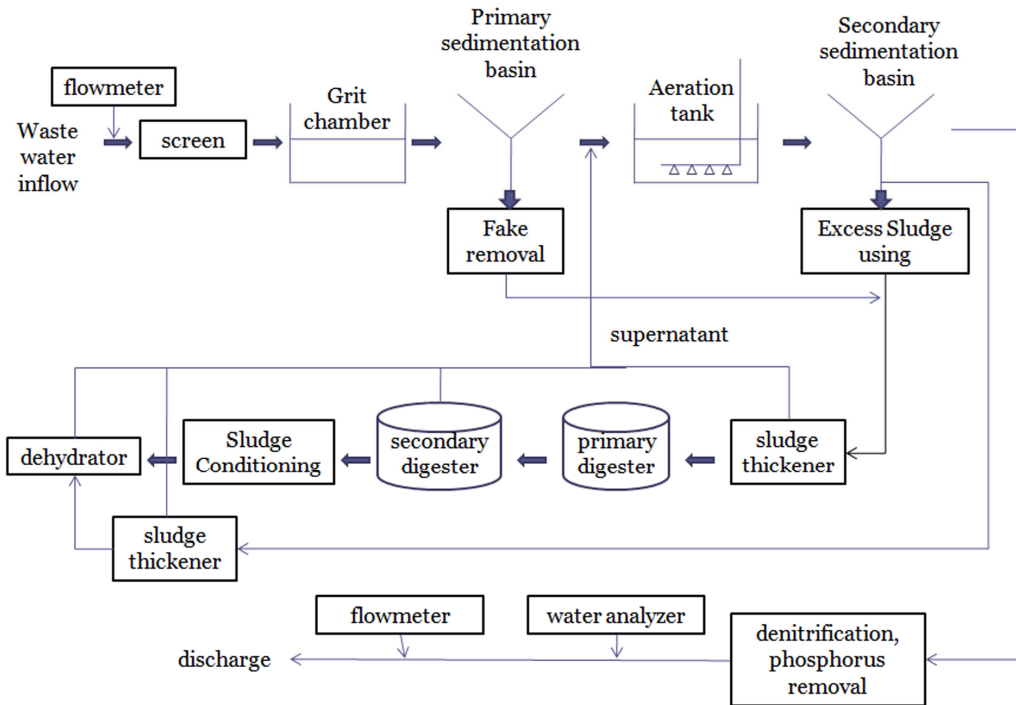 Primary
sedimentation
basin
Secondary
sedimentation
basin
flowmeter
Grit
chamber
Aeration
tank
Waste
water
inflow
screen
Fake
removal
Excess Sludge
using
supernatant
dehydrator
Sludge
Conditioning
secondary
digester
primary
digester
sludge
thickener
sludge
thickener
flowmeter
water analyzer
denitrification,
phosphorus
removal
discharge